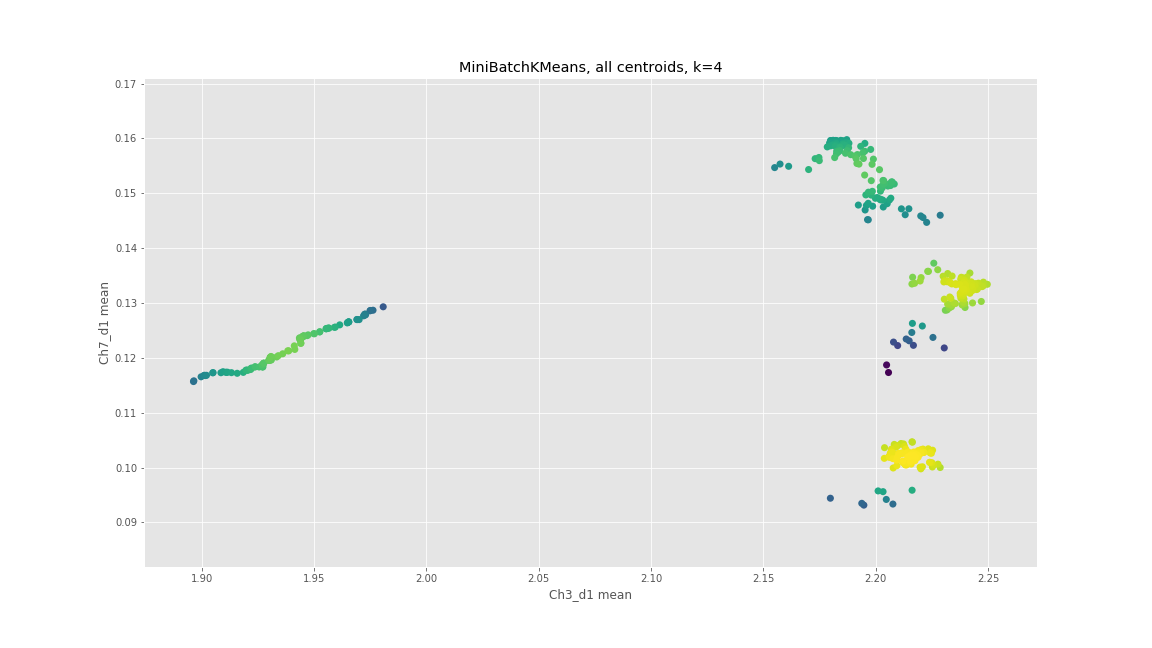 MiniBatchKMeans, all centroids, k=4
0.17
0.16
0.15
0.14
0.13
0.12
0.11
0.10
0.09
Ch7_d1 mean
1.90 1.95 2.00 2.05 2.10 2.15 2.20 2.25
Ch3_d1 mean